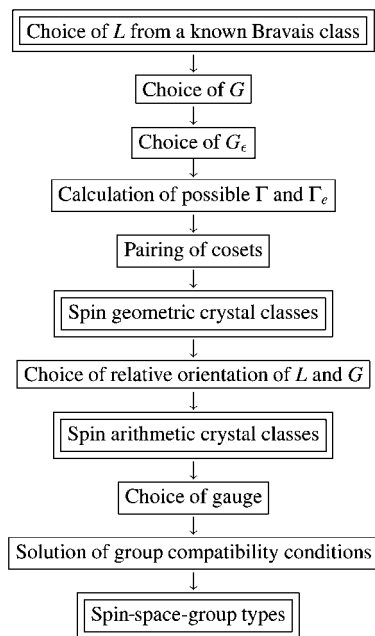 Choice of L from a known Bravais class
Choice of G
Choice of Gϵ
Calculation of possible Γ and Γe
Pairing of cosets
Spin geometric crystal classes
Choice of relative orientation of L and G
Spin arithmetic crystal classes
Choice of gauge
Solution of group compatibility conditions
Spin-space-group types